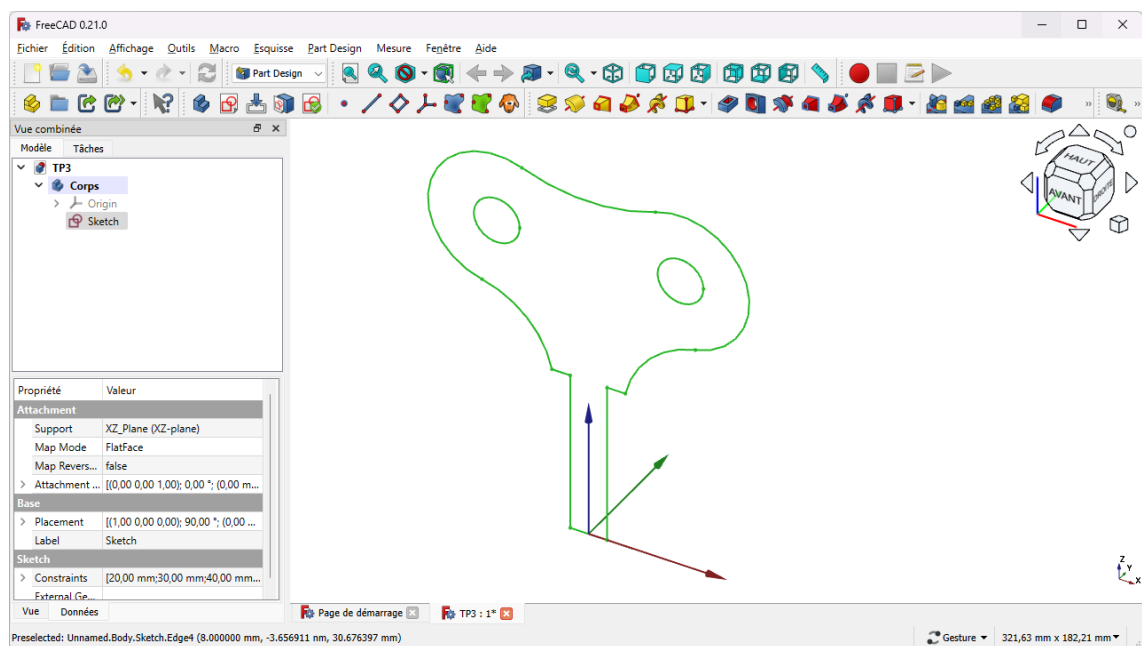 FreeCAD 0.21.0
Fichier Édition Affichage Outils Macro Esquisse Part Design Mesure Fenêtre Aide
Part Design
Vue combinée
Modèle Tâches
TP3
Corps
Origin
Sketch
HAUT
AVANT
DROITE
Propriété Valeur
Attachment
Support XZ_Plane (XZ-plane)
Map Mode FlatFace
Map Revers... false
Attachment ... [(0,00 0,00 1,00); 0,00 °; (0,00 m...
Base
Placement [(1,00 0,00 0,00); 90,00 °; (0,00 ...
Label Sketch
Sketch
Constraints [20,00 mm;30,00 mm;40,00 mm...
External Ge...
Z
Y
X
Vue Données
Page de démarrage TP3 : 1*
Preselected: Unnamed.Body.Sketch.Edge4 (8.000000 mm, -3.656911 nm, 30.676397 mm)
Gesture 321,63 mm x 182,21 mm